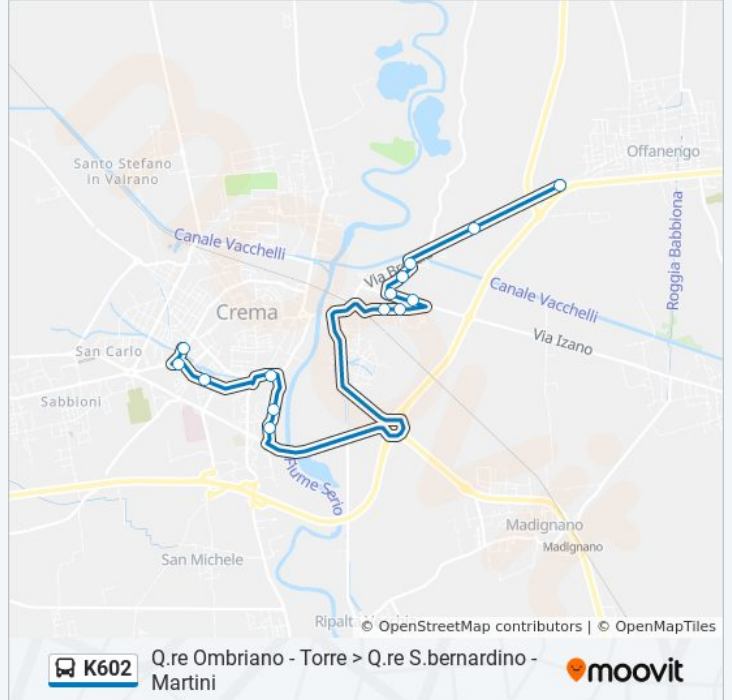 Offanengo
Santo Stefano
in Vairano
Roggia Babbiona
Canale Vacchelli
Canale Vacchelli
Crema
Via Izano
San Carlo
Sabbioni
Fiume Serio
Madignano
Madignano
San Michele
© OpenStreetMap contributors | © OpenMapTiles
K602
Q.re Ombriano - Torre > Q.re S.bernardino -
Martini
moovit